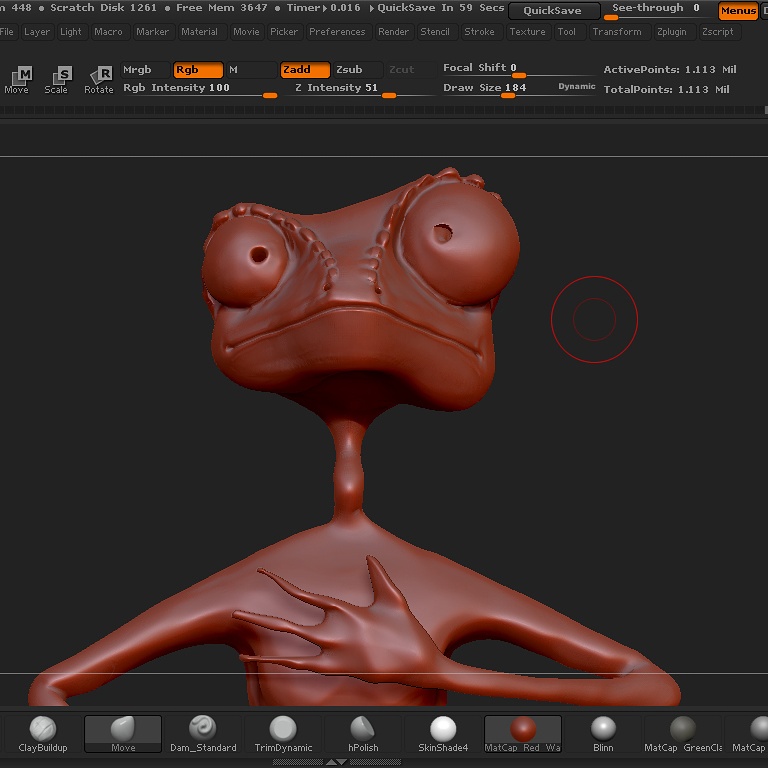 m 448 ● Scratch Disk 1261 ● Free Mem 3647 ● Timer▶0.016 ▶QuickSave In 59 Secs QuickSave See-through 0 Menus
File Layer Light Macro Marker Material Movie Picker Preferences Render Stencil Stroke Texture Tool Transform Zplugin Zscript
M S R Mrgb Rgb M Zadd Zsub Zcut Focal Shift 0 ActivePoints: 1.113 Mil
Move Scale Rotate Rgb Intensity 100 Z Intensity 51 Draw Size 184 Dynamic TotalPoints: 1.113 Mil
ClayBuildup Move Dam_Standard TrimDynamic hPolish SkinShade4 MatCap Red Wa Blinn MatCap GreenCla MatCap